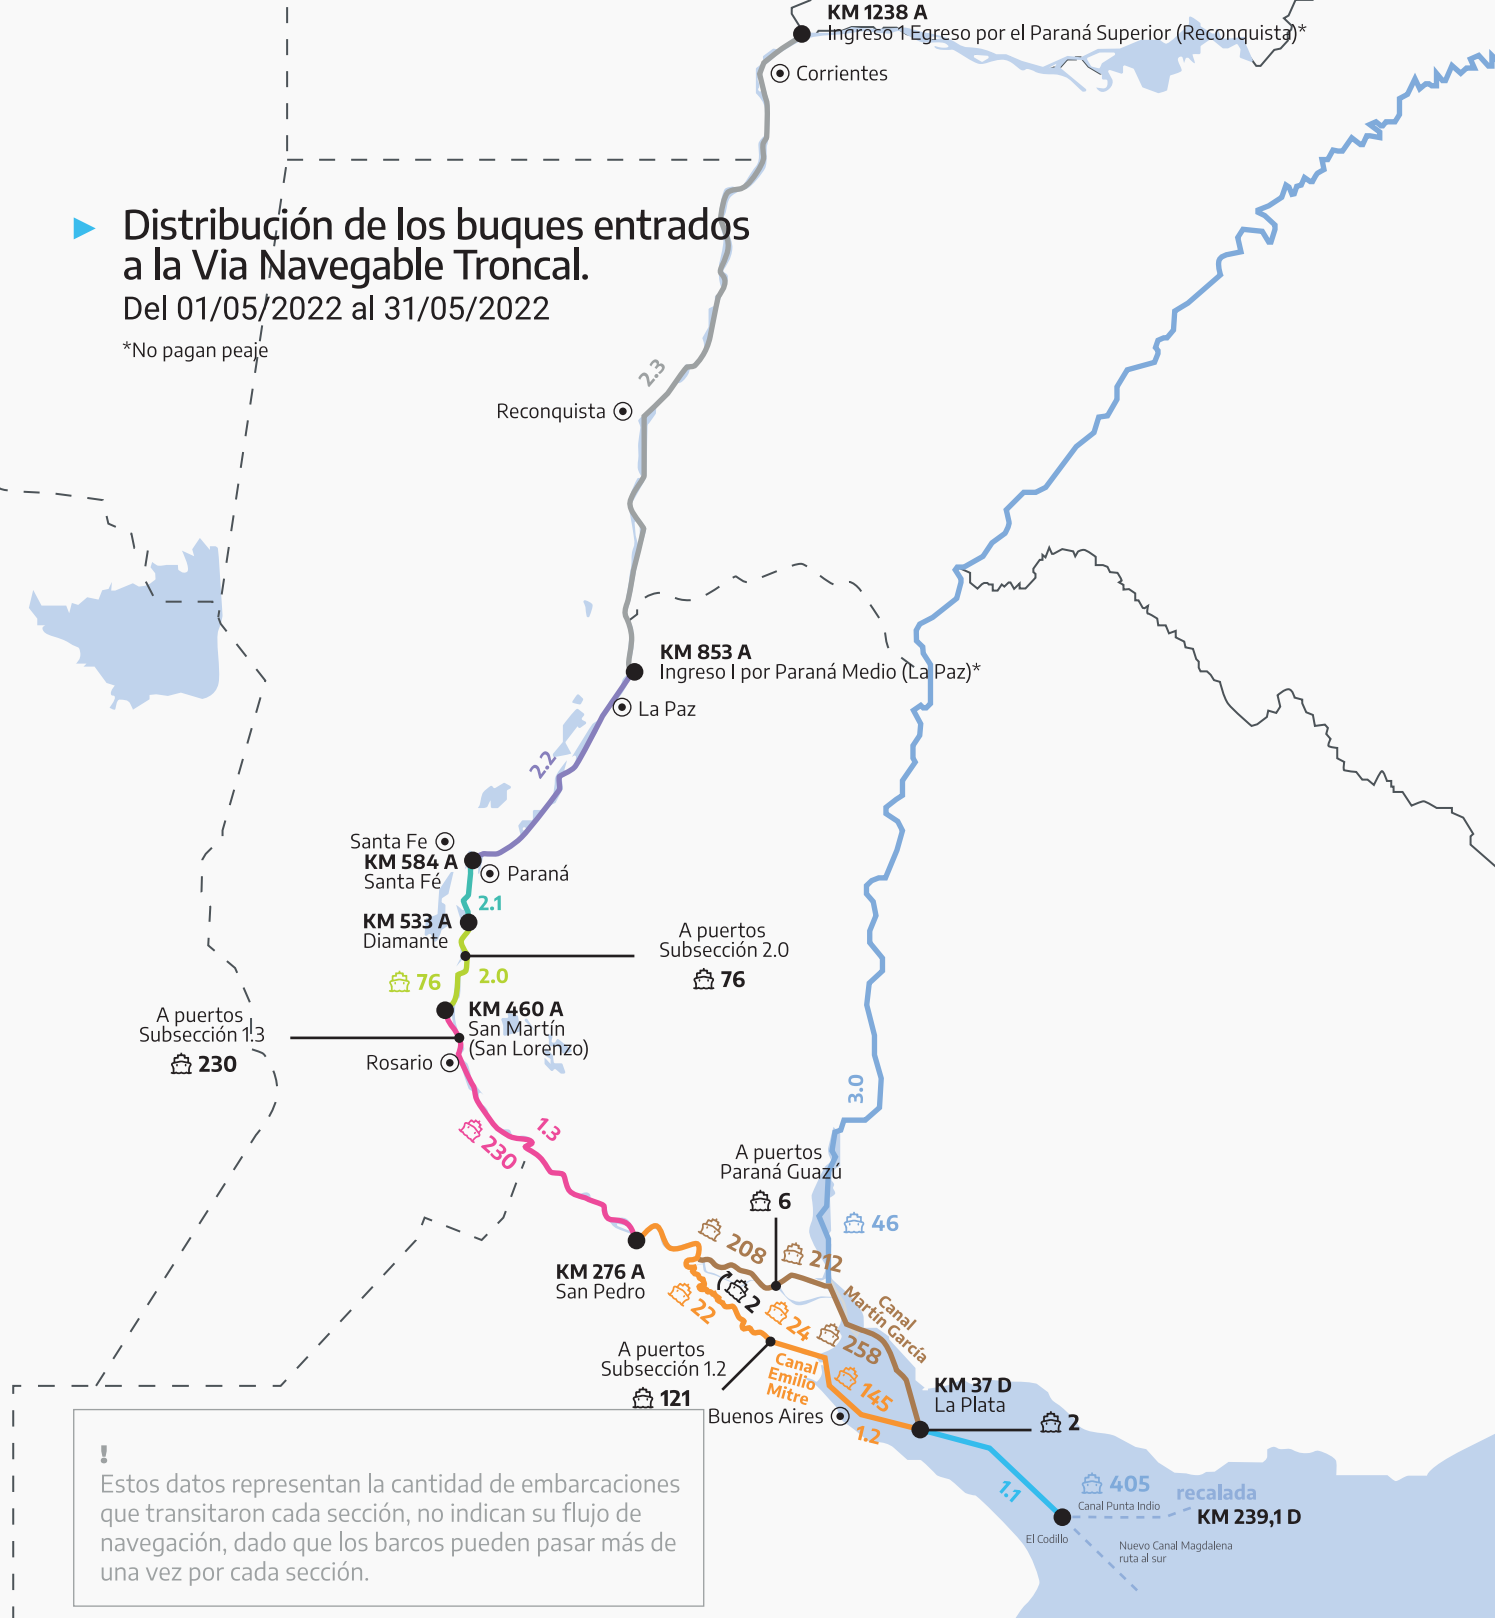 KM 1238 A
Ingreso 1 Egreso por el Paraná Superior (Reconquista)*
Corrientes
Distribución de los buques entrados
a la Via Navegable Troncal.
Del 01/05/2022 al 31/05/2022
*No pagan peaje
2.3
Reconquista
KM 853 A
Ingreso I por Paraná Medio (La Paz)*
La Paz
2.2
Santa Fe
KM 584 A
Santa Fé
Paraná
2.1
KM 533 A
Diamante
A puertos
Subsección 2.0
76
76
2.0
KM 460 A
San Martín
(San Lorenzo)
A puertos
Subsección 1.3
230
Rosario
3.0
1.3
230
A puertos
Paraná Guazú
6
46
208
212
KM 276 A
San Pedro
2
22
24
Canal
Martín García
258
A puertos
Subsección 1.2
121
Canal
Emilio
Mitre
145
KM 37 D
La Plata
Buenos Aires
1.2
2
!
Estos datos representan la cantidad de embarcaciones
que transitaron cada sección, no indican su flujo de
navegación, dado que los barcos pueden pasar más de
una vez por cada sección.
1.1
405
recalada
Canal Punta Indio
KM 239,1 D
El Codillo
Nuevo Canal Magdalena
ruta al sur